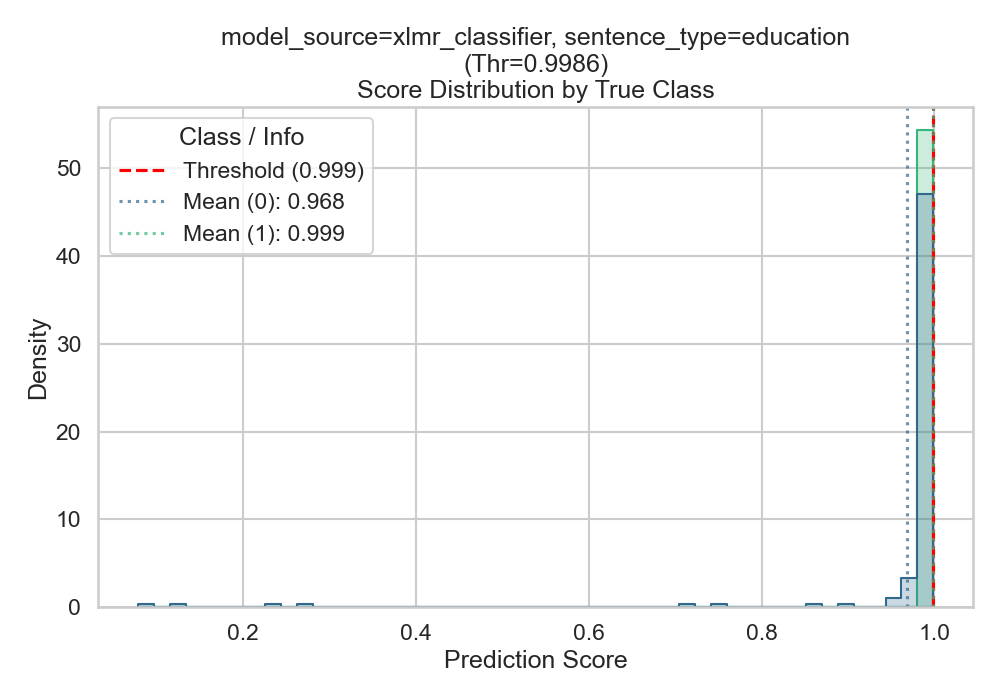 model_source=xlmr_classifier, sentence_type=education
(Thr=0.9986)
Score Distribution by True Class
Class / Info
Threshold (0.999)
Mean (0): 0.968
Mean (1): 0.999
50
40
30
20
10
0
Density
0.2
0.4
0.6
0.8
1.0
Prediction Score